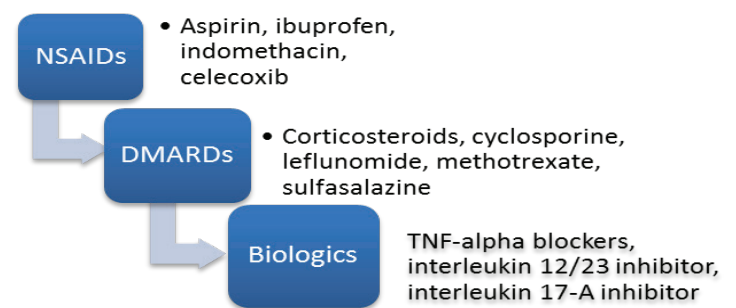 NSAIDs
• Aspirin, ibuprofen,
indomethacin,
celecoxib
DMARDs
• Corticosteroids, cyclosporine,
leflunomide, methotrexate,
sulfasalazine
Biologics
TNF-alpha blockers,
interleukin 12/23 inhibitor,
interleukin 17-A inhibitor